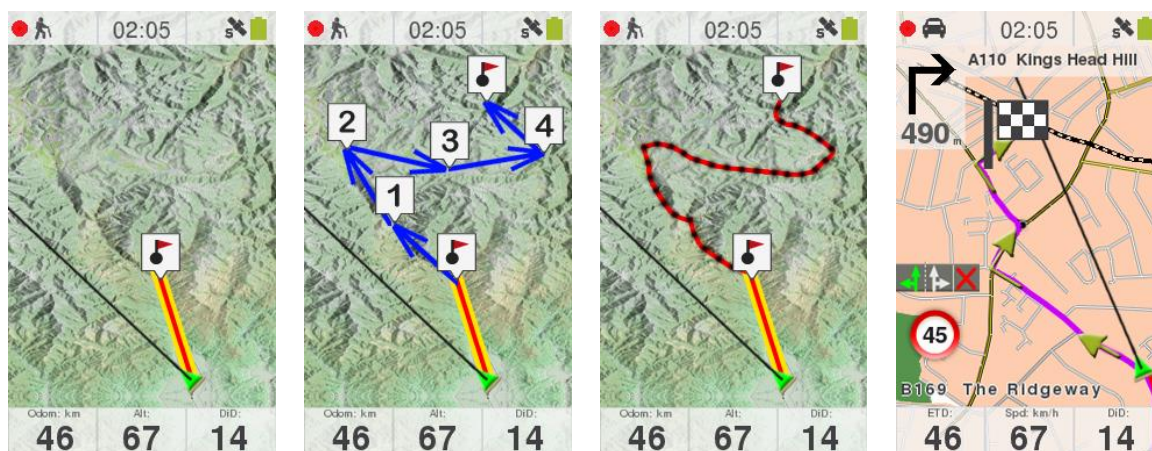 02:05
S
Odom: km Alt: DiD:
46 67 14
02:05
S
2
3
4
1
Odom: km Alt: DiD:
46 67 14
02:05
S
Odom: km Alt: DiD:
46 67 14
02:05
S
A110 Kings Head Hill
490 m
45
B169 The Ridgeway
ETD: Spd: km/h DiD:
46 67 14